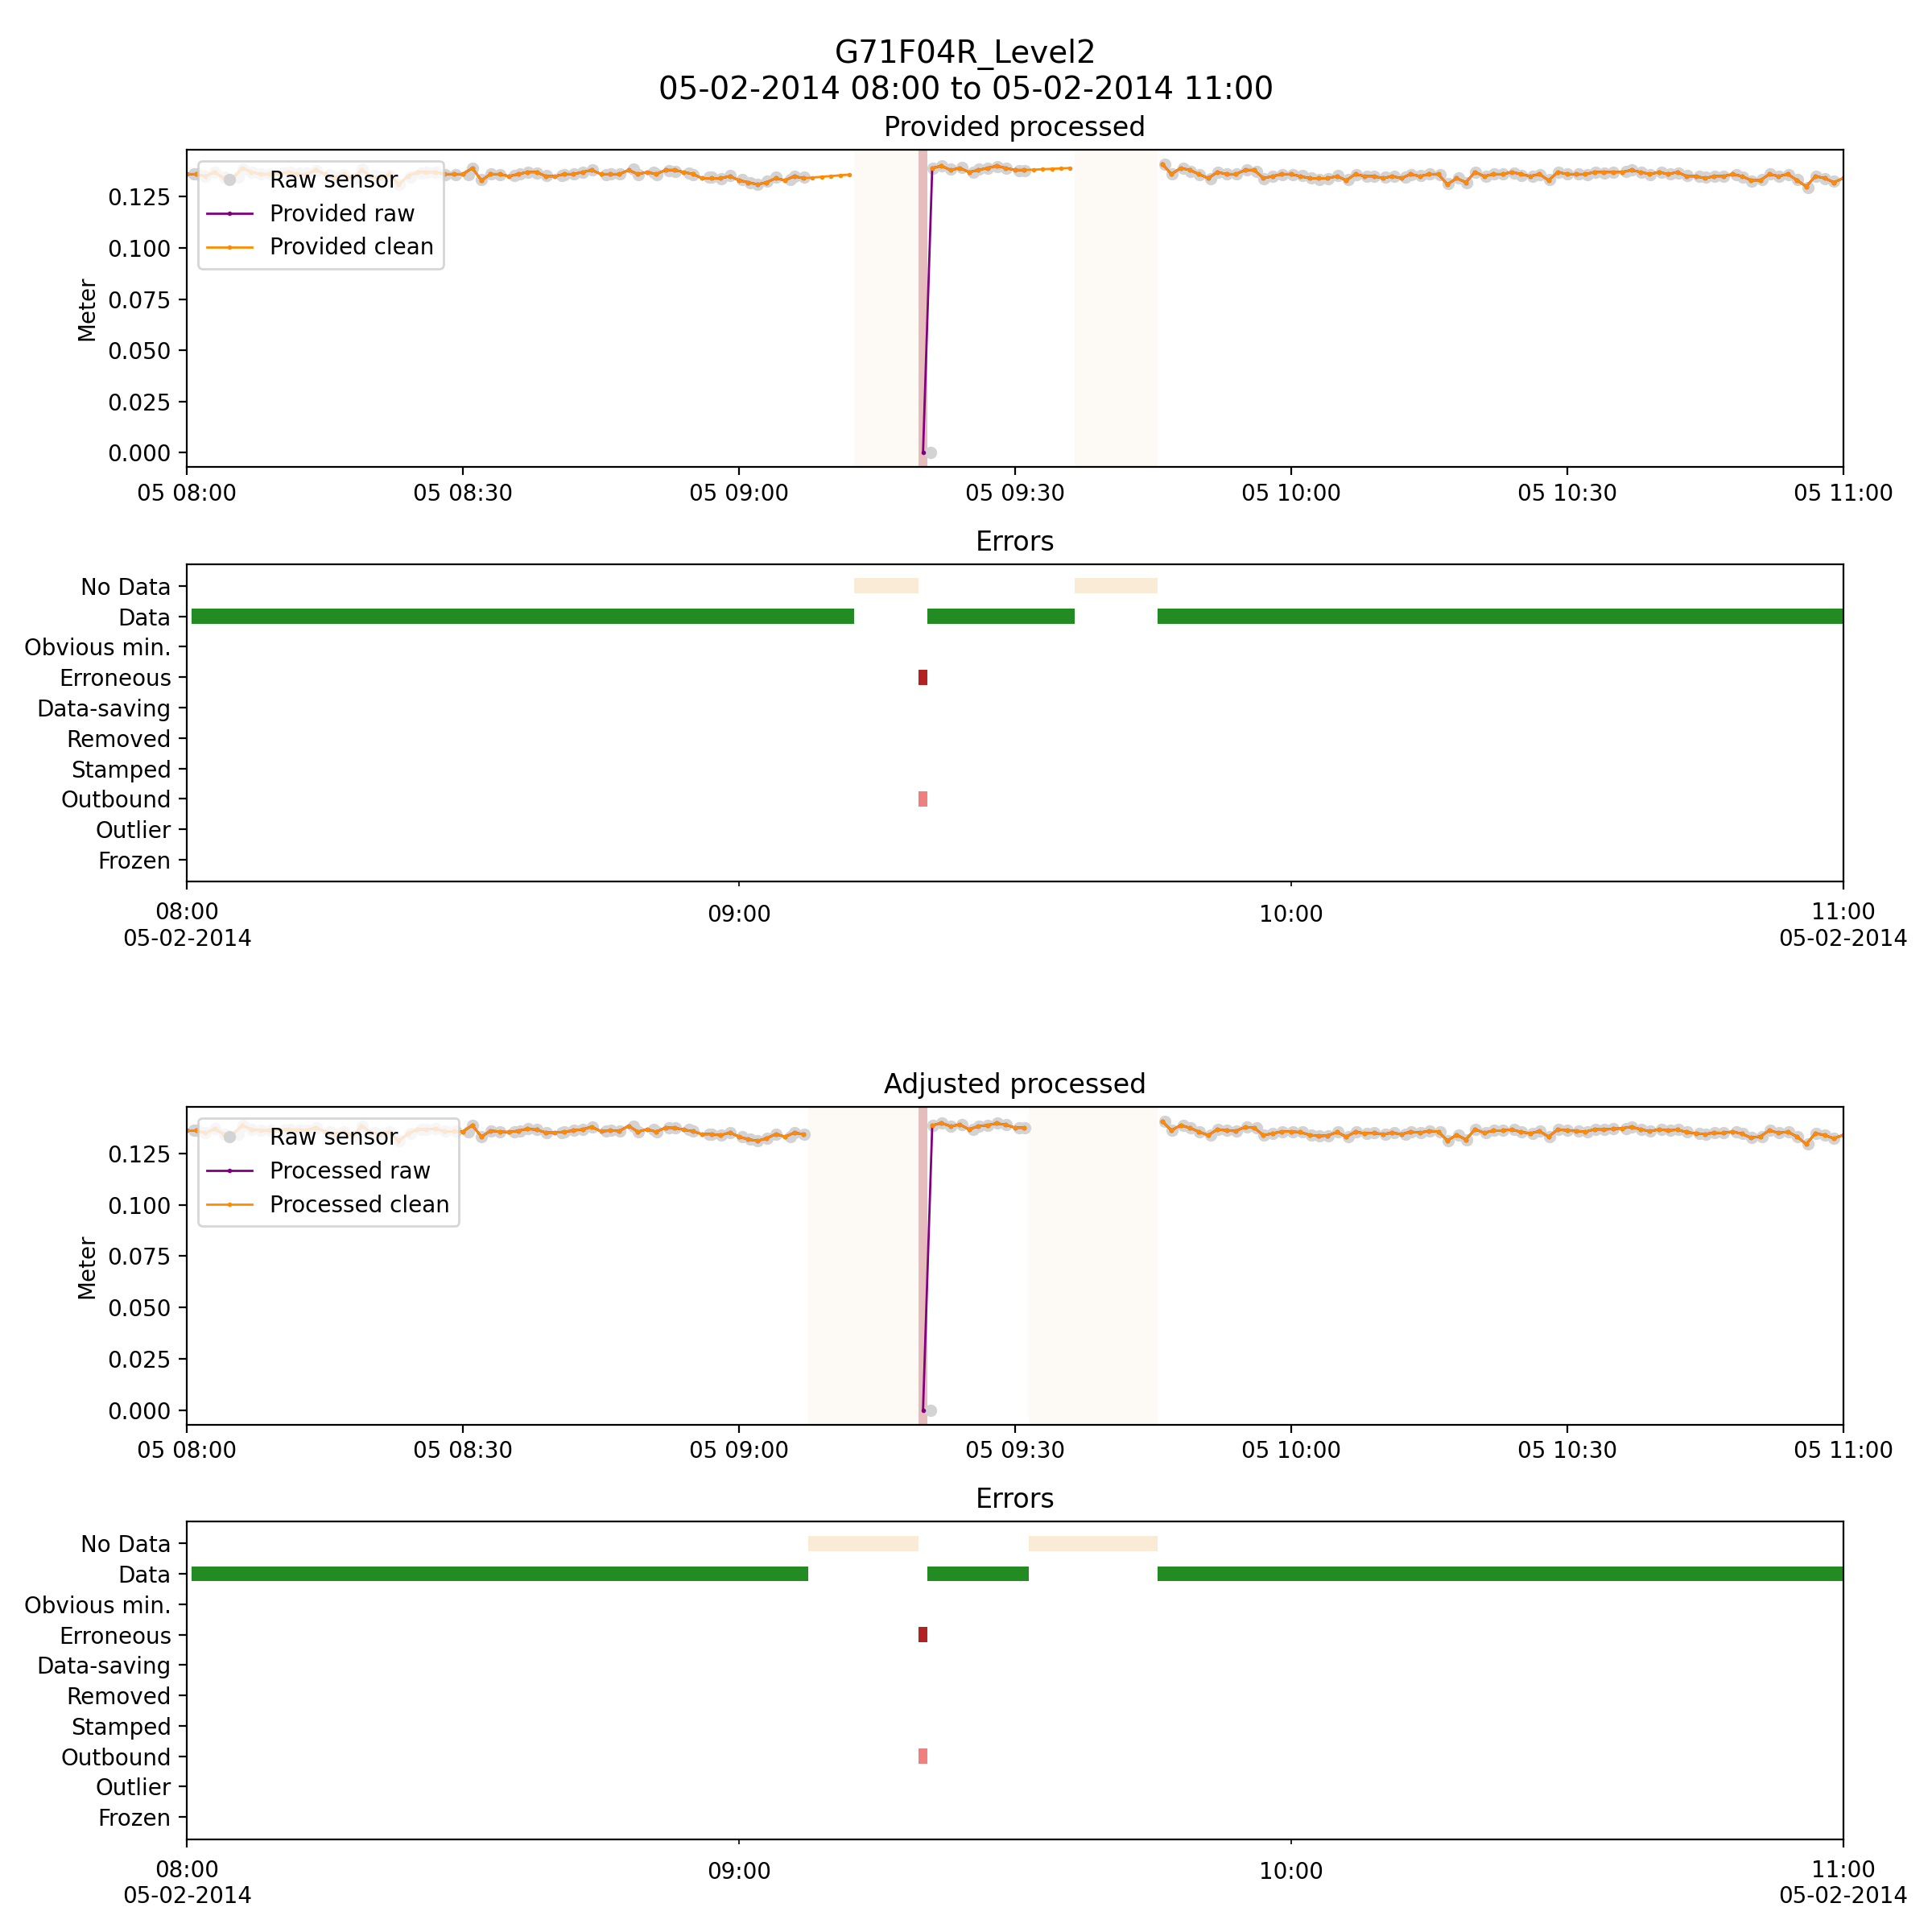 G71F04R_Level2
05-02-2014 08:00 to 05-02-2014 11:00
Provided processed
Raw sensor
Provided raw
Provided clean
Meter
0.125
0.100
0.075
0.050
0.025
0.000
05 08:00 05 08:30 05 09:00 05 09:30 05 10:00 05 10:30 05 11:00
Errors
No Data
Data
Obvious min.
Erroneous
Data-saving
Removed
Stamped
Outbound
Outlier
Frozen
08:00 09:00 10:00 11:00
05-02-2014 05-02-2014
Adjusted processed
Raw sensor
Processed raw
Processed clean
Meter
0.125
0.100
0.075
0.050
0.025
0.000
05 08:00 05 08:30 05 09:00 05 09:30 05 10:00 05 10:30 05 11:00
Errors
No Data
Data
Obvious min.
Erroneous
Data-saving
Removed
Stamped
Outbound
Outlier
Frozen
08:00 09:00 10:00 11:00
05-02-2014 05-02-2014